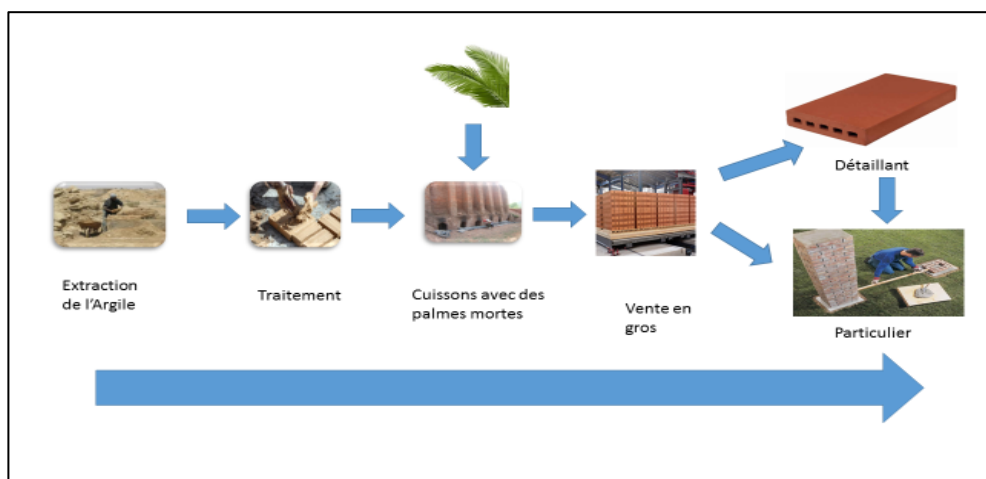 Extraction
de l'Argile
Traitement
Cuissons avec des
palmes mortes
Vente en
gros
Détaillant
Particulier